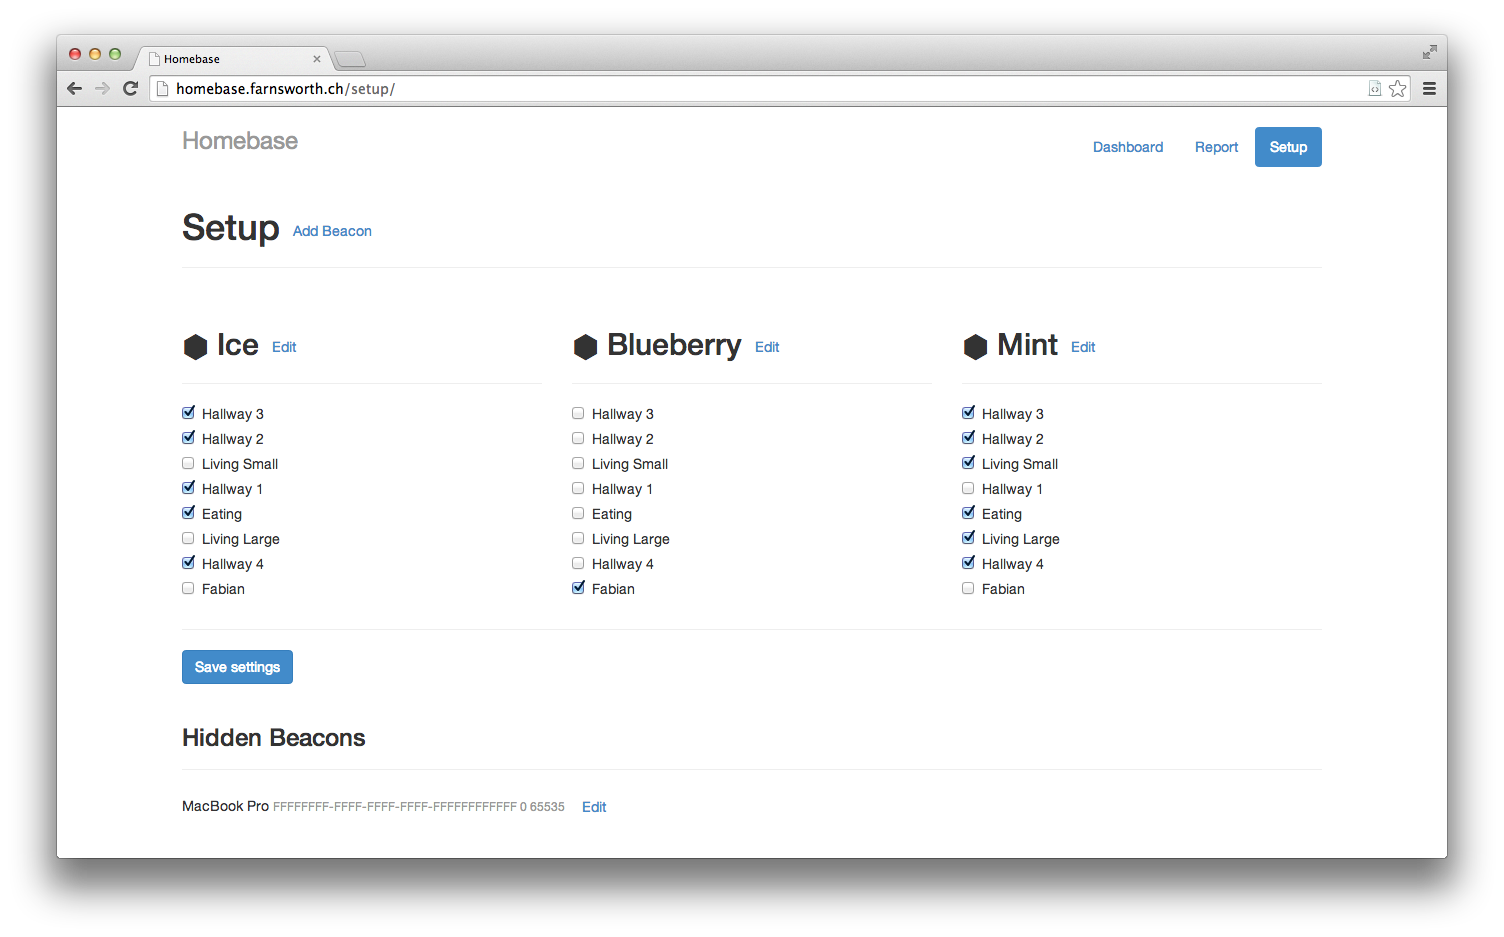 Homebase
homebase.farnsworth.ch/setup/
Homebase
Dashboard
Report
Setup
Setup Add Beacon
Ice Edit
Hallway 3
Hallway 2
Living Small
Hallway 1
Eating
Living Large
Hallway 4
Fabian
Blueberry Edit
Hallway 3
Hallway 2
Living Small
Hallway 1
Eating
Living Large
Hallway 4
Fabian
Mint Edit
Hallway 3
Hallway 2
Living Small
Hallway 1
Eating
Living Large
Hallway 4
Fabian
Save settings
Hidden Beacons
MacBook Pro FFFFFFFF-FFFF-FFFF-FFFF-FFFFFFFFFFFF 0 65535 Edit